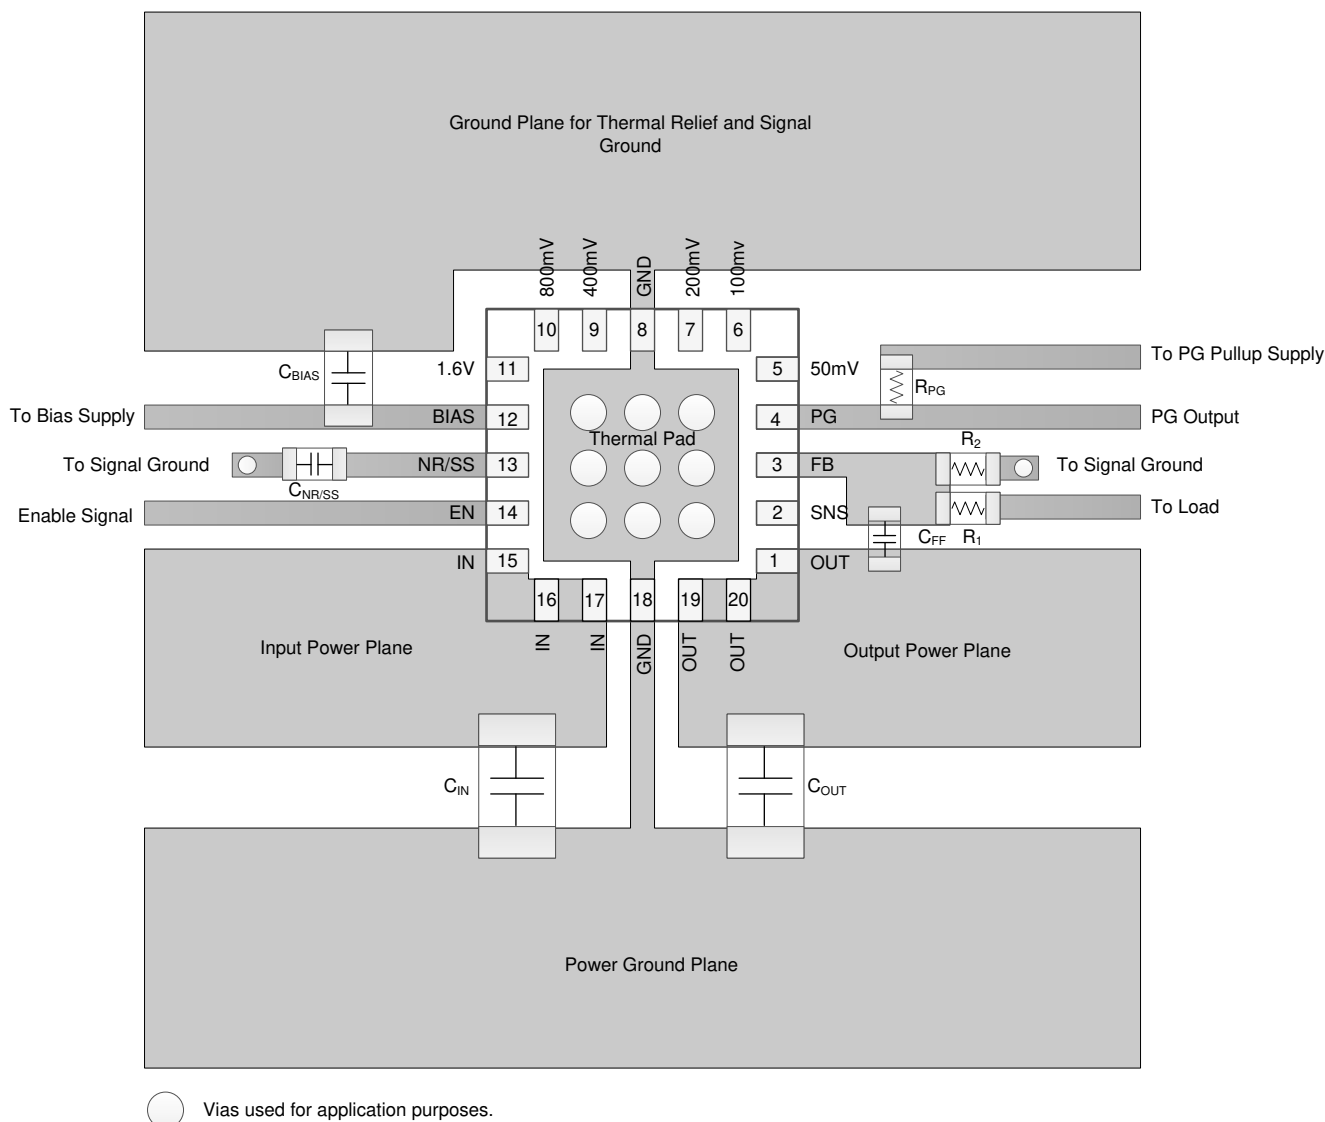 Ground Plane for Thermal Relief and Signal
Ground
800mV
400mV
GND
200mV
100mv
10
9
8
7
6
1.6V
11
5
50mV
To PG Pullup Supply
CBIAS
RPG
To Bias Supply
BIAS
12
4
PG
PG Output
Thermal Pad
R2
To Signal Ground
NR/SS
13
3
FB
To Signal Ground
CNR/SS
Enable Signal
EN
14
2
SNS
To Load
CFF
R1
IN
15
1
OUT
16
17
18
19
20
IN
IN
GND
OUT
OUT
Input Power Plane
Output Power Plane
CIN
COUT
Power Ground Plane
Vias used for application purposes.